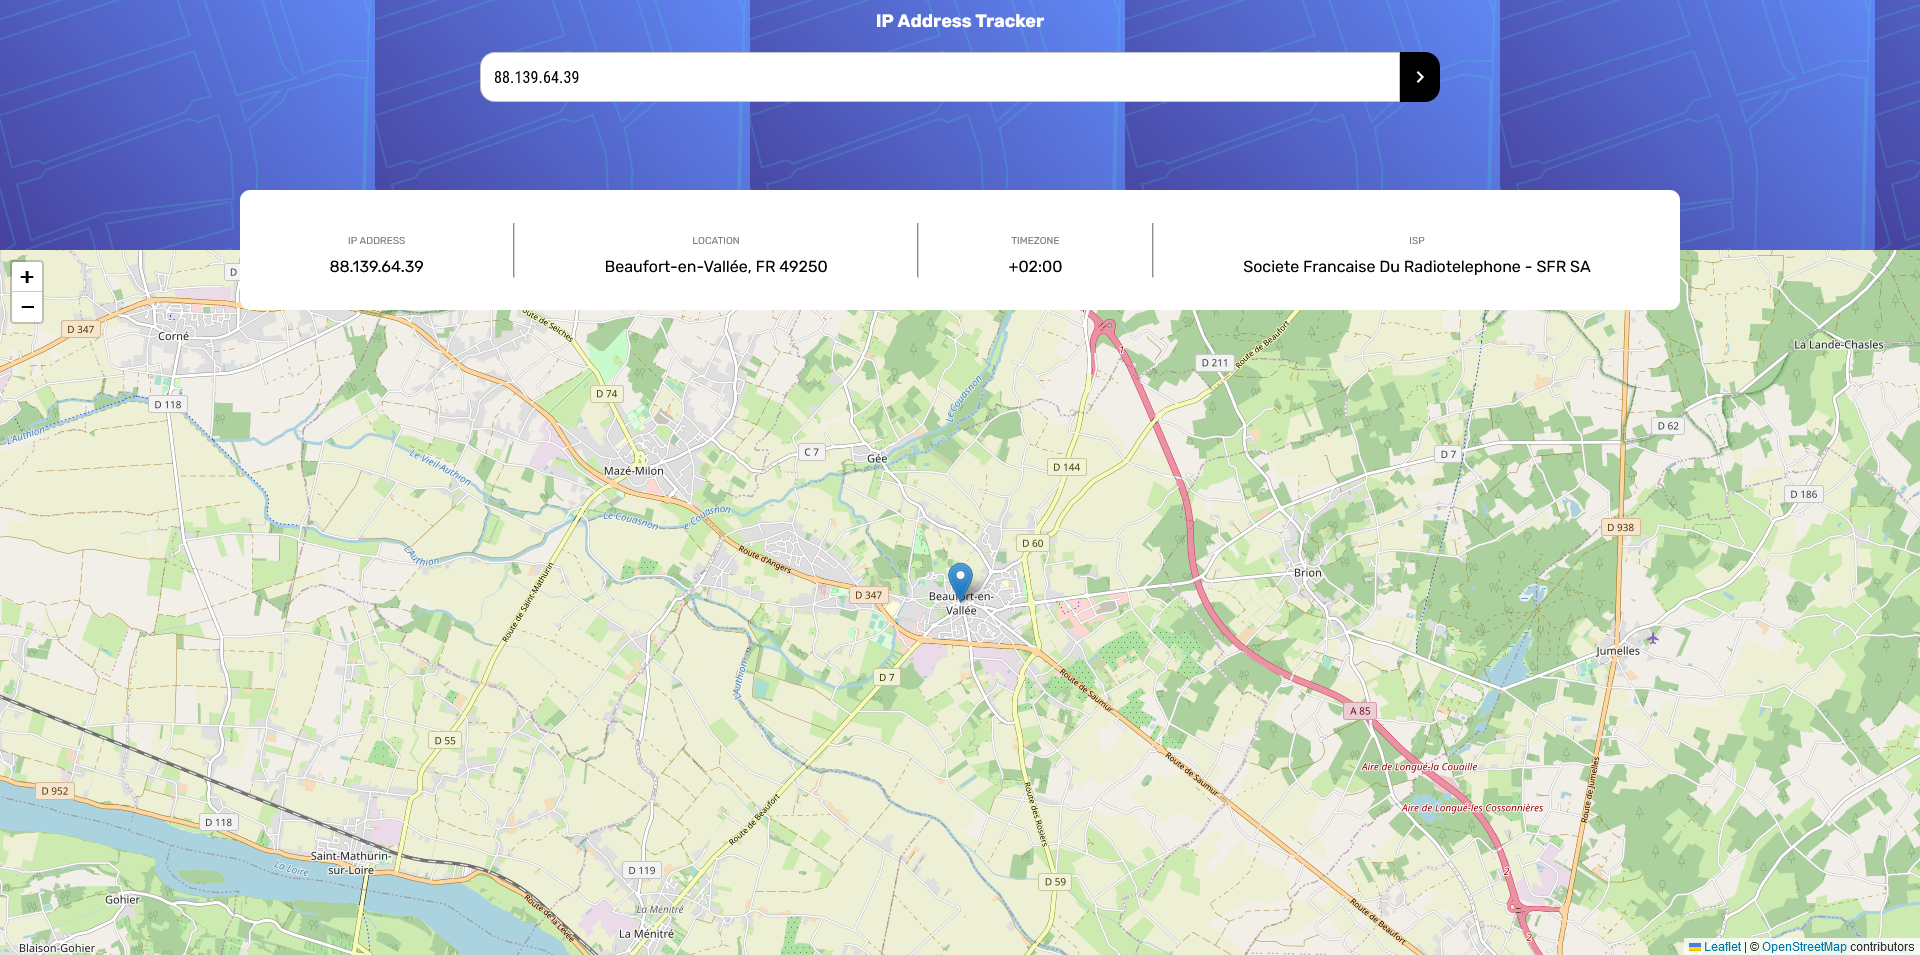 IP Address Tracker
88.139.64.39
IP ADDRESS
88.139.64.39
LOCATION
Beaufort-en-Vallée, FR 49250
TIMEZONE
+02:00
ISP
Societe Francaise Du Radiotelephone - SFR SA
+
−
D
Route de Seiches
Route de Beaufort
1
D 347
Corné
La Lande-Chasles
D 211
D 74
Le Couasnon
D 118
L'Authion
D 62
C 7
Gée
Le Vieil Authion
D 7
Mazé-Milon
D 144
D 186
Le Couasnon
Le Couasnon
D 938
L'Authion
Route d'Angers
D 60
Route de Saint-Mathurin
Brion
D 347
Beaufort-en-
Vallée
Jumelles
L'Authion
D 7
Route de Saumur
A 85
D 55
Route de Saumur
Aire de Longué-la Couaille
Route de Jumelles
D 952
Aire de Longué-les Cossonnières
D 118
Route de Beaufort
Route des Rosiers
Saint-Mathurin-
sur-Loire
La Loire
D 119
2
D 59
Gohier
La Ménitré
Route de la Levée
Route de Beaufort
La Ménitré
2
Blaison-Gohier
Leaflet | © OpenStreetMap contributors